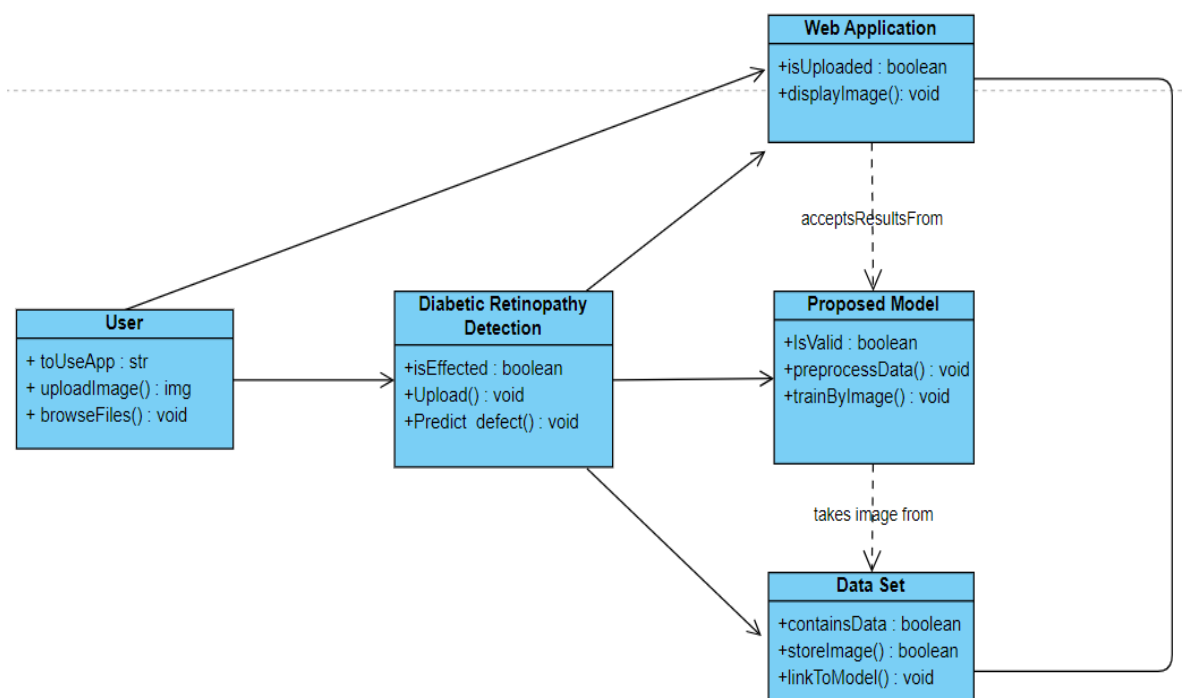 Web Application
+isUploaded : boolean
+displayImage(): void
acceptsResultsFrom
User
+ toUseApp : str
+ uploadImage() : img
+ browseFiles() : void
Diabetic Retinopathy
Detection
+isEffected : boolean
+Upload() : void
+Predict defect() : void
Proposed Model
+IsValid : boolean
+preprocessData() : void
+trainByImage() : void
takes image from
Data Set
+containsData : boolean
+storeImage() : boolean
+linkToModel() : void